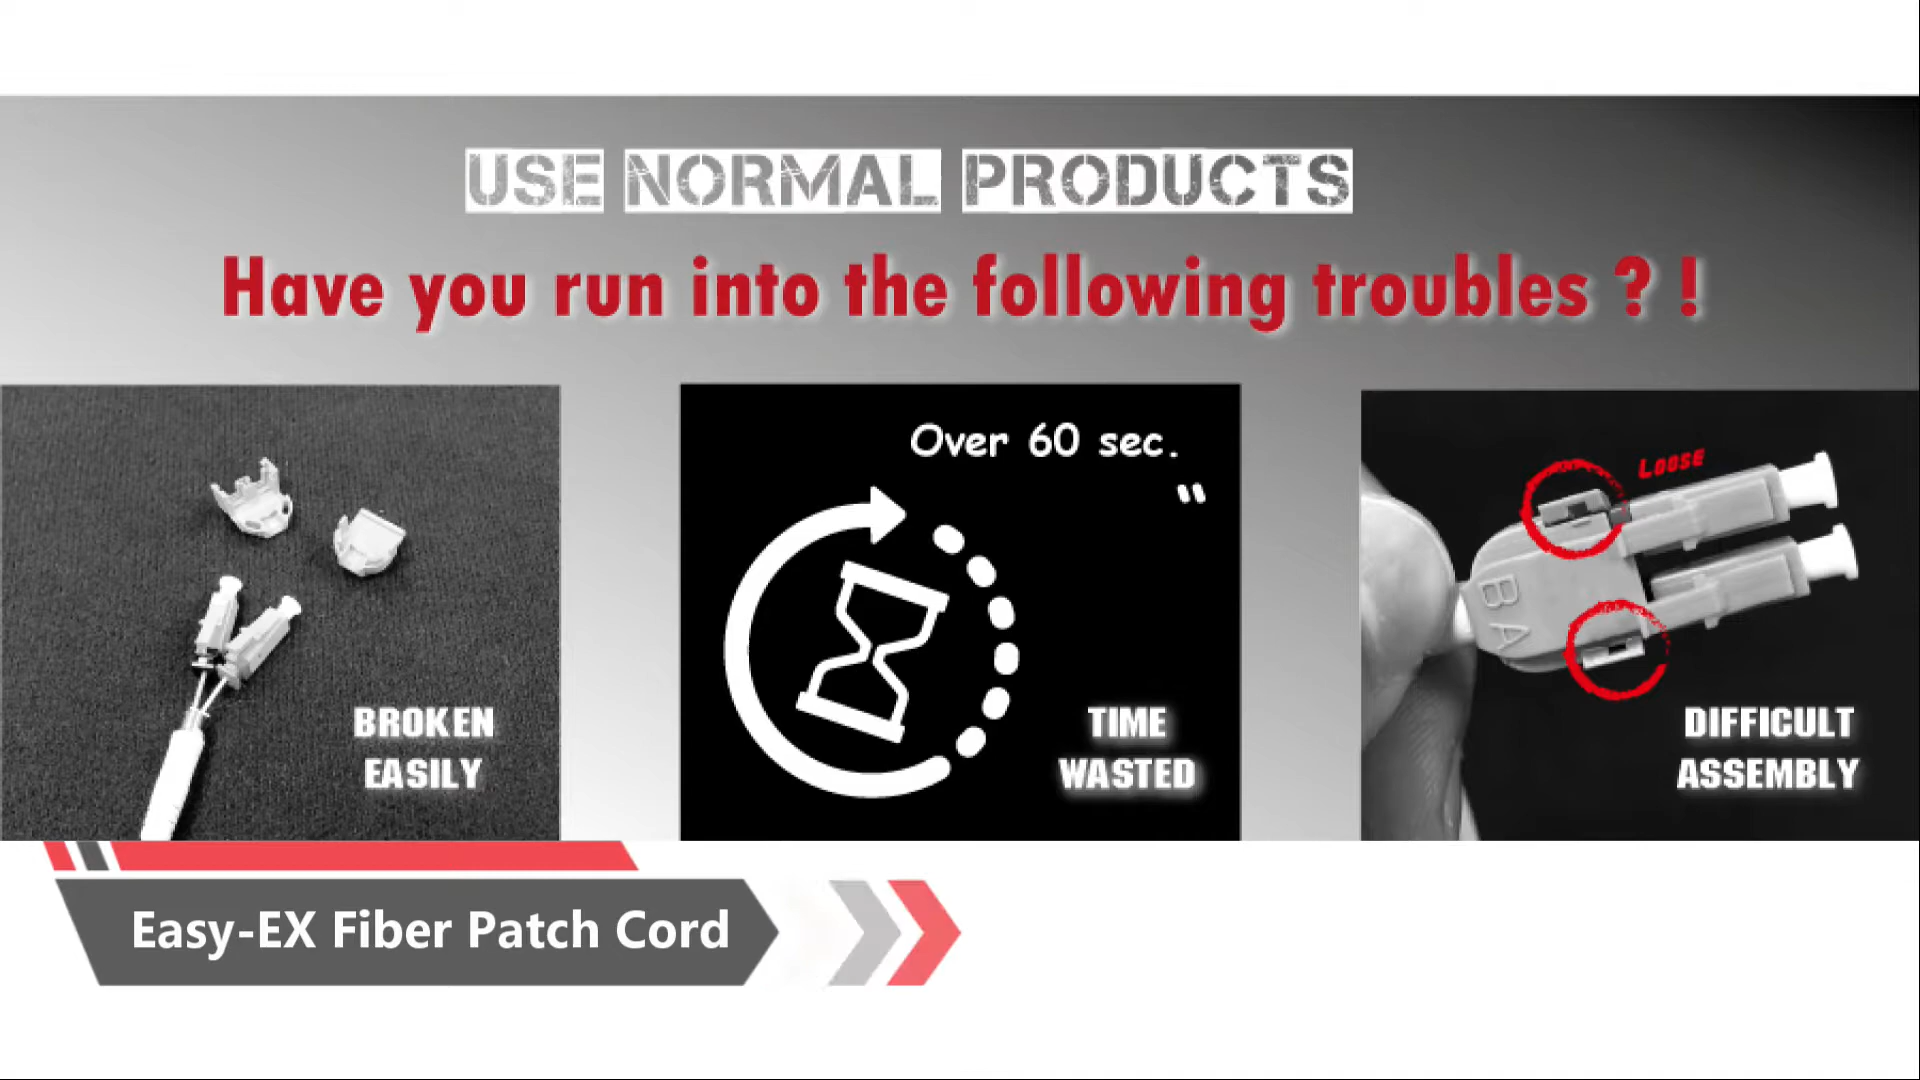 USE NORMAL PRODUCTS
Have you run into the following troubles ? !
BROKEN
EASILY
Over 60 sec.
"
TIME
WASTED
LOOSE
B
A
DIFFICULT
ASSEMBLY
Easy-EX Fiber Patch Cord